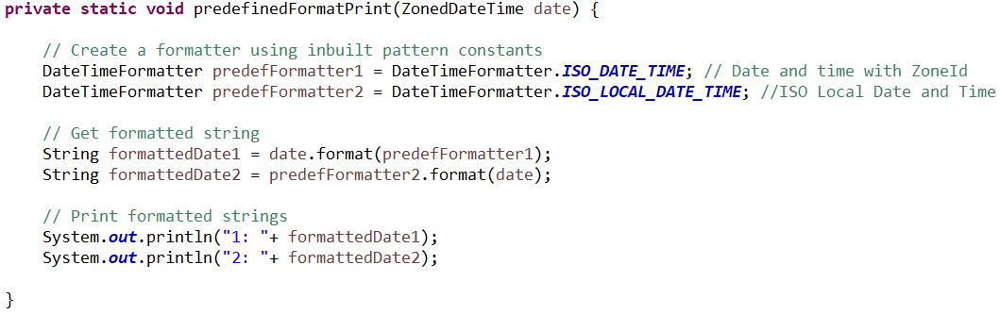 private static void predefinedFormatPrint(ZonedDateTime date) {
// Create a formatter using inbuilt pattern constants
DateTimeFormatter predefFormatter1 = DateTimeFormatter.ISO_DATE_TIME; // Date and time with ZoneId
DateTimeFormatter predefFormatter2 = DateTimeFormatter.ISO_LOCAL_DATE_TIME; //ISO Local Date and Time
// Get formatted string
String formattedDate1 = date.format(predefFormatter1);
String formattedDate2 = predefFormatter2.format(date);
// Print formatted strings
System.out.println("1: "+ formattedDate1);
System.out.println("2: "+ formattedDate2);
}